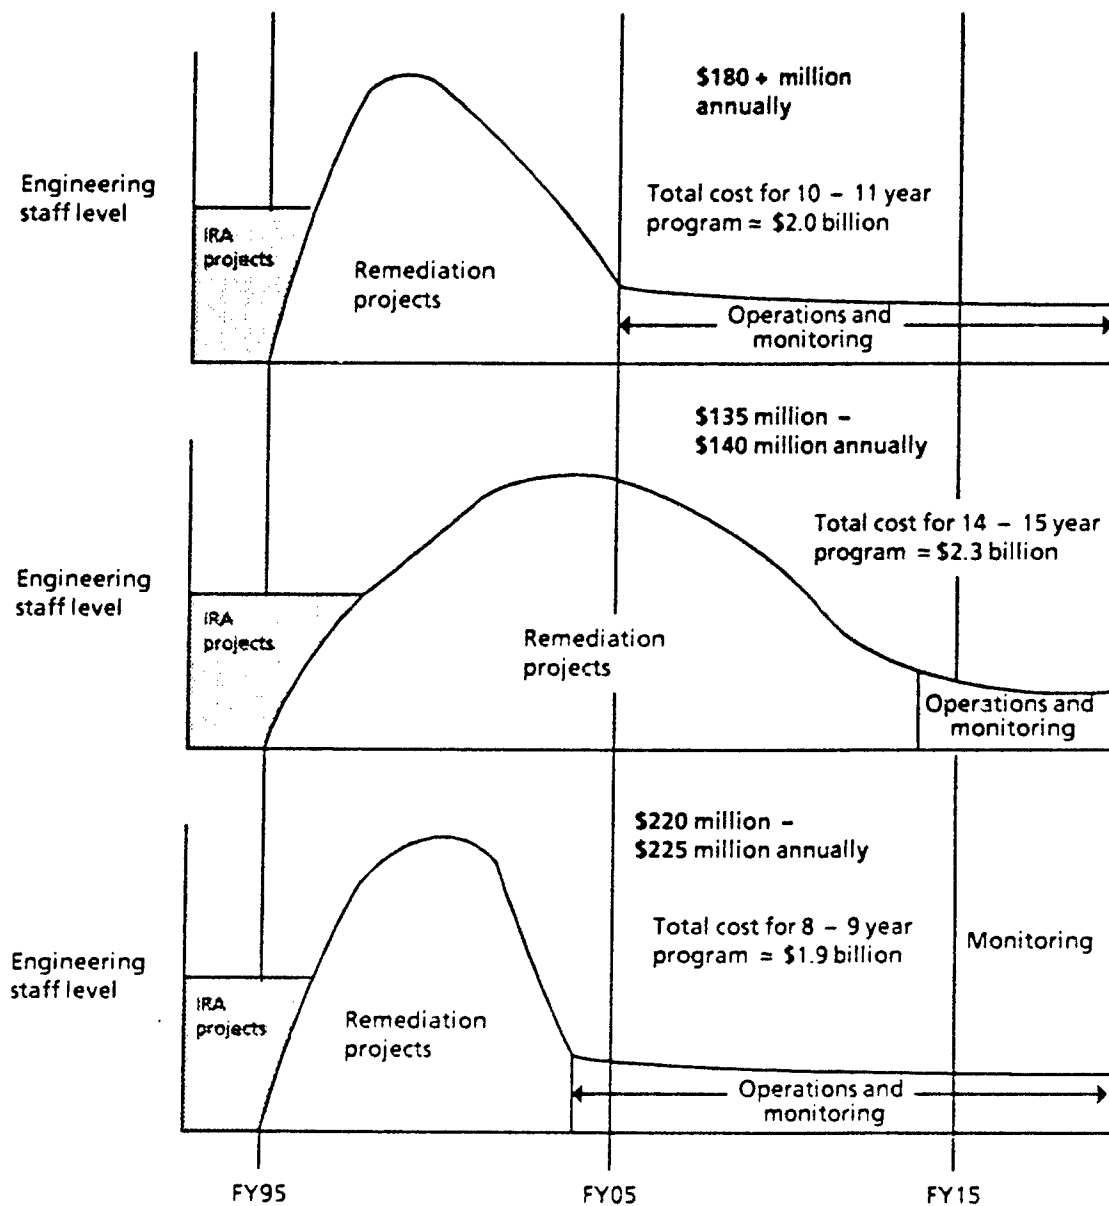 $180 + million
annually
Engineering
staff level
Total cost for 10 – 11 year
program = $2.0 billion
IRA
projects
Remediation
projects
Operations and
monitoring
$135 million –
$140 million annually
Total cost for 14 – 15 year
program = $2.3 billion
Engineering
staff level
IRA
projects
Remediation
projects
Operations and
monitoring
$220 million –
$225 million annually
Total cost for 8 – 9 year
program = $1.9 billion
Monitoring
Engineering
staff level
IRA
projects
Remediation
projects
Operations and
monitoring
FY95
FY05
FY15